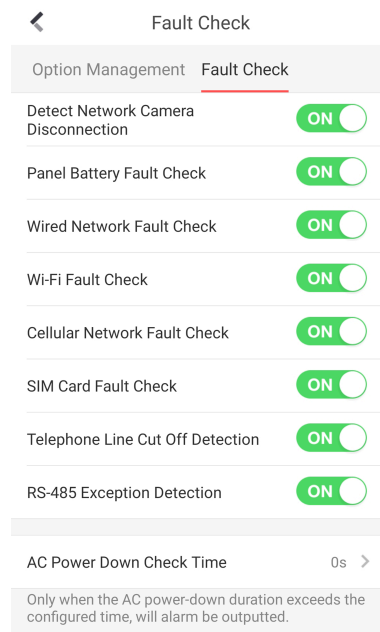 Fault Check
Option Management Fault Check
Detect Network Camera
Disconnection
ON
Panel Battery Fault Check ON
Wired Network Fault Check ON
Wi-Fi Fault Check ON
Cellular Network Fault Check ON
SIM Card Fault Check ON
Telephone Line Cut Off Detection ON
RS-485 Exception Detection ON
AC Power Down Check Time 0s
Only when the AC power-down duration exceeds the
configured time, will alarm be outputted.